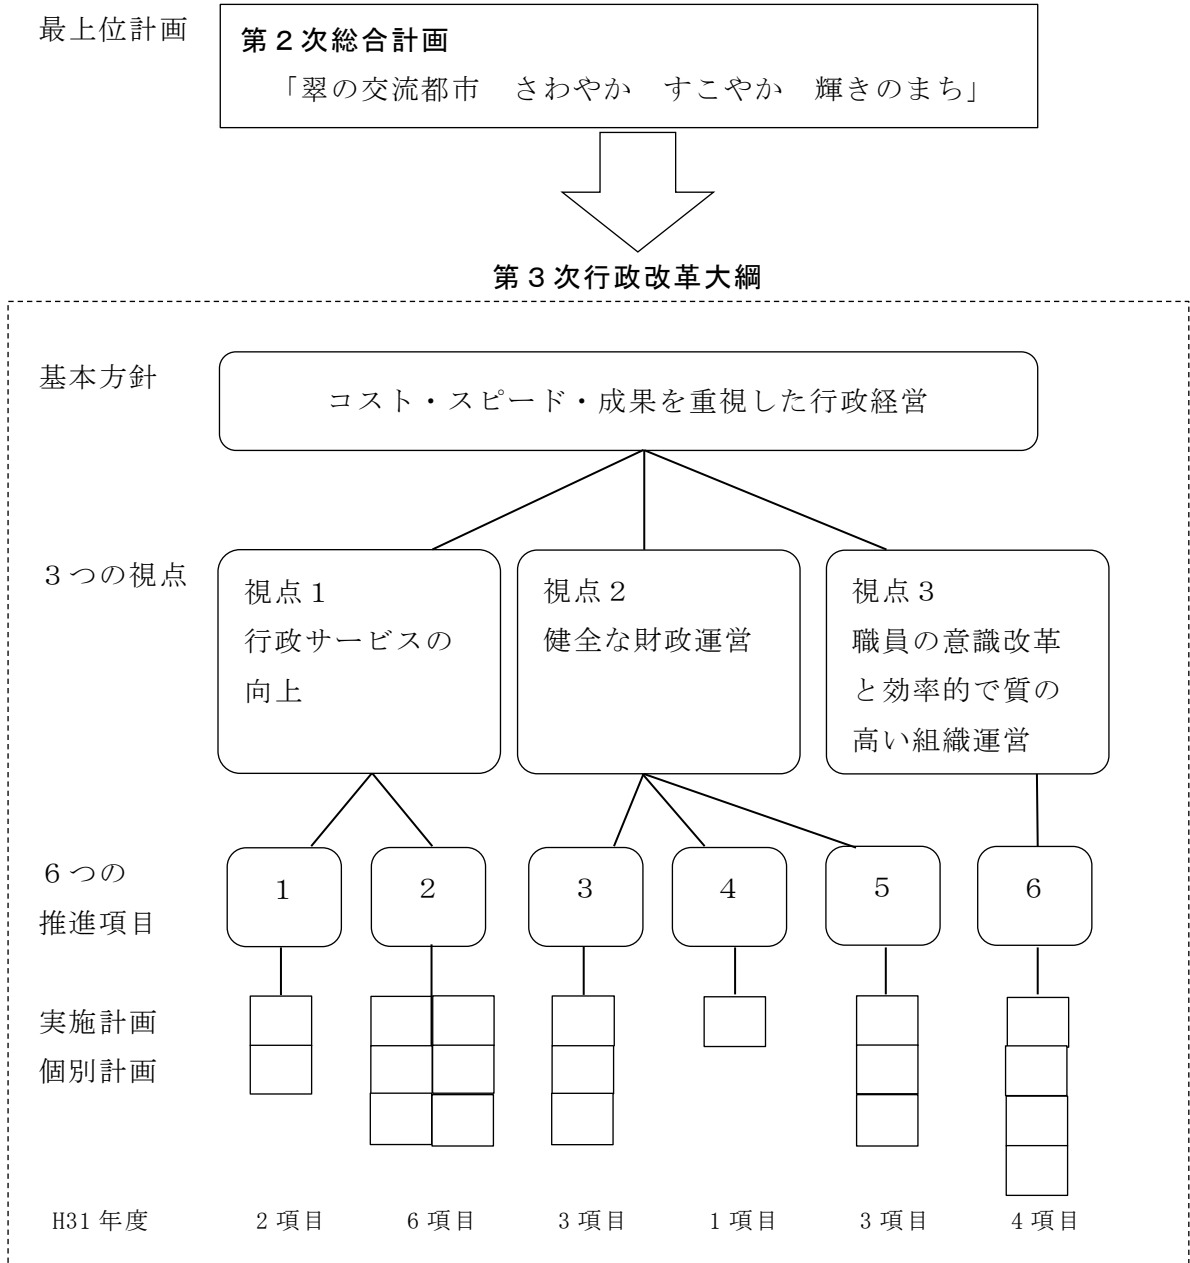 最上位計画
第２次総合計画
「翠の交流都市　さわやか　すこやか　輝きのまち」
第３次行政改革大綱
基本方針
コスト・スピード・成果を重視した行政経営
３つの視点
視点１
行政サービスの
向上
視点２
健全な財政運営
視点３
職員の意識改革
と効率的で質の
高い組織運営
６つの
推進項目
１
２
３
４
５
６
実施計画
個別計画
H31 年度
２項目
６項目
３項目
１項目
３項目
４項目